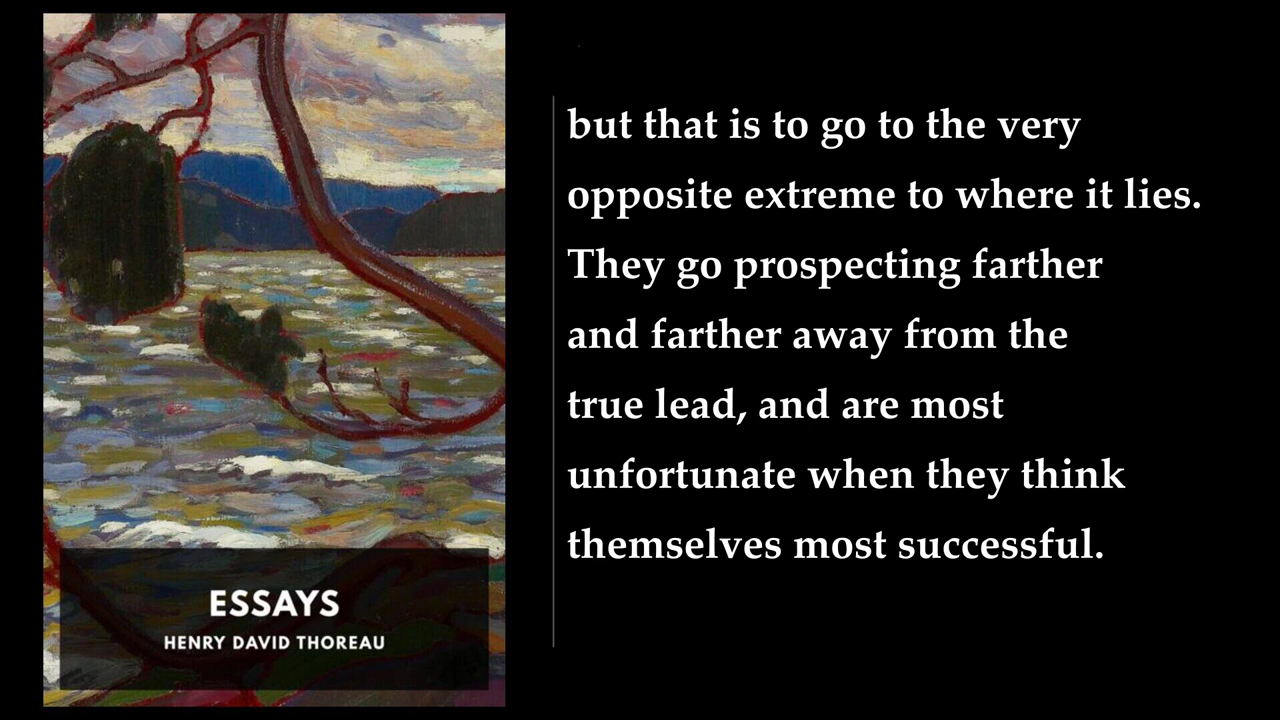 ESSAYS
HENRY DAVID THOREAU
but that is to go to the very
opposite extreme to where it lies.
They go prospecting farther
and farther away from the
true lead, and are most
unfortunate when they think
themselves most successful.